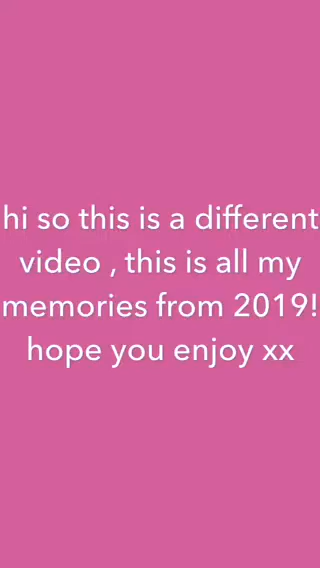 hi so this is a different
video , this is all my
memories from 2019!
hope you enjoy xx